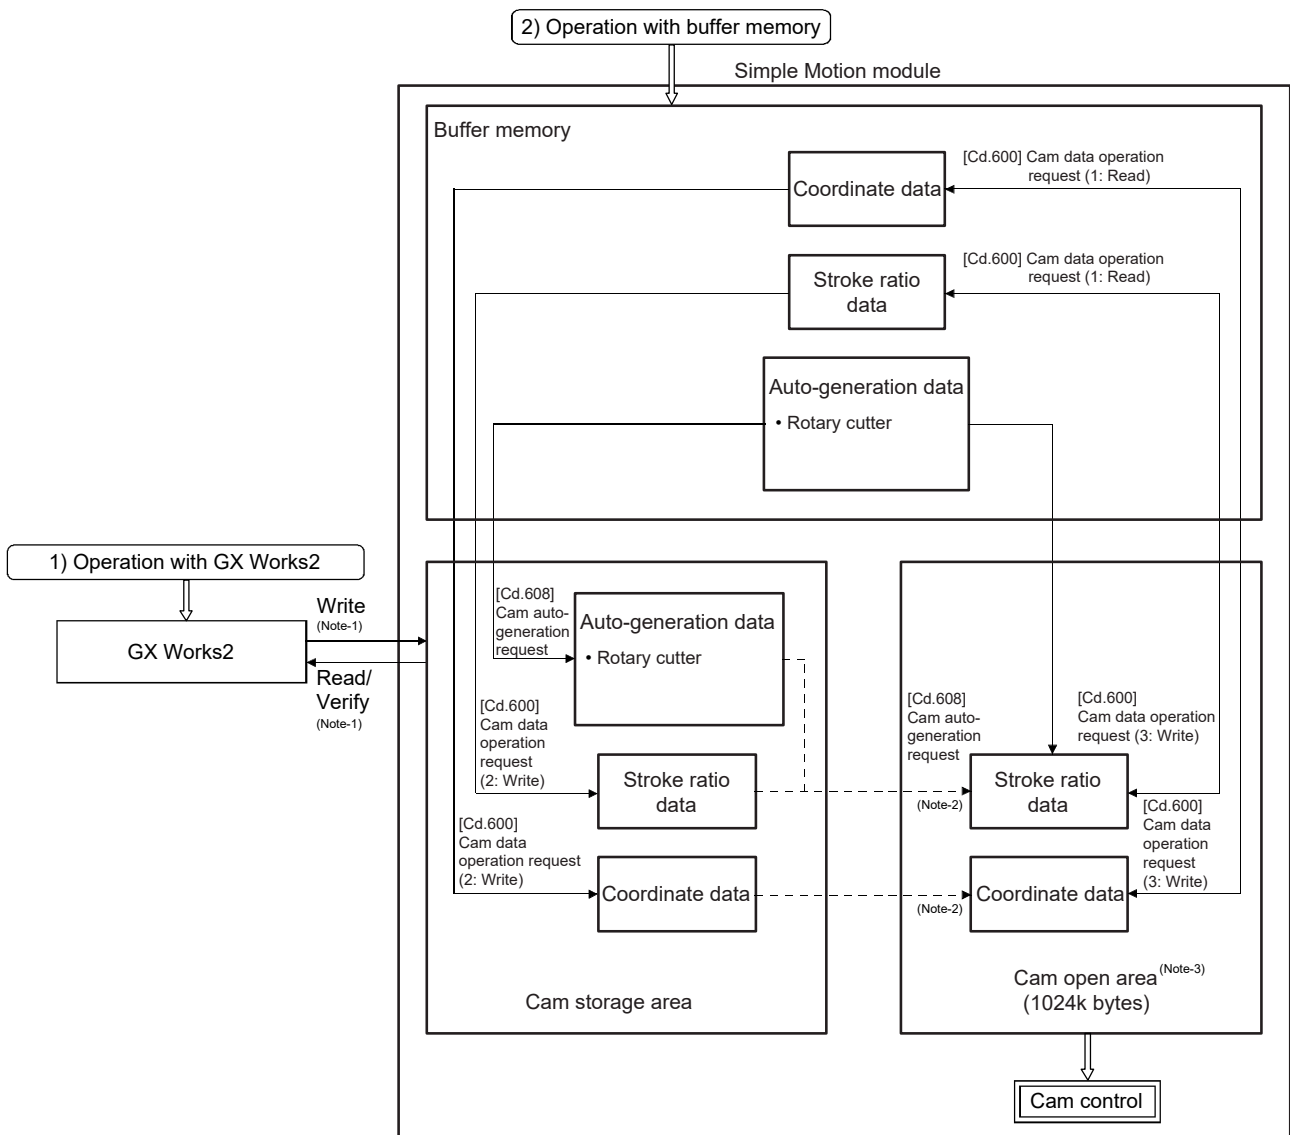 2) Operation with buffer memory
Simple Motion module
Buffer memory
Coordinate data
[Cd.600] Cam data operation
request (1: Read)
Stroke ratio
data
[Cd.600] Cam data operation
request (1: Read)
Auto-generation data
• Rotary cutter
1) Operation with GX Works2
GX Works2
Write
(Note-1)
Read/
Verify
(Note-1)
[Cd.608]
Cam auto-
generation
request
Auto-generation data
• Rotary cutter
[Cd.600]
Cam data
operation
request
(2: Write)
Stroke ratio
data
[Cd.600]
Cam data
operation request
(2: Write)
Coordinate data
Cam storage area
[Cd.608]
Cam auto-
generation
request
[Cd.600]
Cam data operation
request (3: Write)
(Note-2)
Stroke ratio
data
[Cd.600]
Cam data
operation
request
(3: Write)
(Note-2)
Coordinate data
Cam open area (Note-3)
(1024k bytes)
Cam control